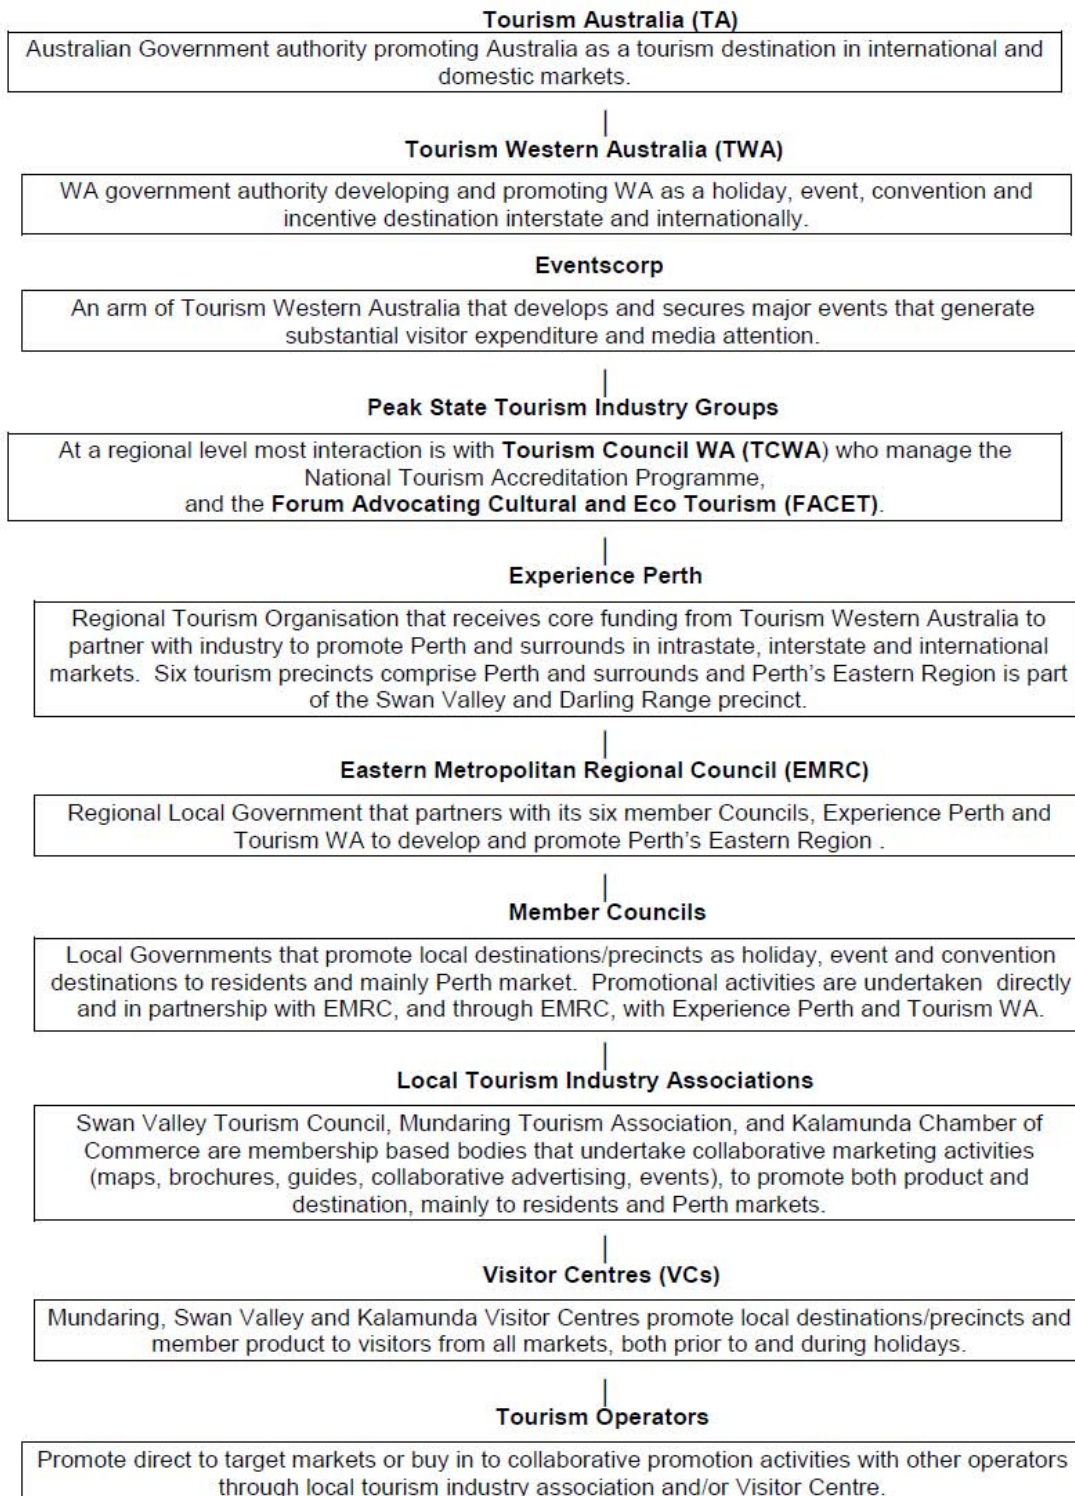 Tourism Australia (TA)
Australian Government authority promoting Australia as a tourism destination in international and
domestic markets.
Tourism Western Australia (TWA)
WA government authority developing and promoting WA as a holiday, event, convention and
incentive destination interstate and internationally.
Eventscorp
An arm of Tourism Western Australia that develops and secures major events that generate
substantial visitor expenditure and media attention.
Peak State Tourism Industry Groups
At a regional level most interaction is with Tourism Council WA (TCWA) who manage the
National Tourism Accreditation Programme,
and the Forum Advocating Cultural and Eco Tourism (FACET).
Experience Perth
Regional Tourism Organisation that receives core funding from Tourism Western Australia to
partner with industry to promote Perth and surrounds in intrastate, interstate and international
markets.  Six tourism precincts comprise Perth and surrounds and Perth's Eastern Region is part
of the Swan Valley and Darling Range precinct.
Eastern Metropolitan Regional Council (EMRC)
Regional Local Government that partners with its six member Councils, Experience Perth and
Tourism WA to develop and promote Perth's Eastern Region .
Member Councils
Local Governments that promote local destinations/precincts as holiday, event and convention
destinations to residents and mainly Perth market.  Promotional activities are undertaken  directly
and in partnership with EMRC, and through EMRC, with Experience Perth and Tourism WA.
Local Tourism Industry Associations
Swan Valley Tourism Council, Mundaring Tourism Association, and Kalamunda Chamber of
Commerce are membership based bodies that undertake collaborative marketing activities
(maps, brochures, guides, collaborative advertising, events), to promote both product and
destination, mainly to residents and Perth markets.
Visitor Centres (VCs)
Mundaring, Swan Valley and Kalamunda Visitor Centres promote local destinations/precincts and
member product to visitors from all markets, both prior to and during holidays.
Tourism Operators
Promote direct to target markets or buy in to collaborative promotion activities with other operators
through local tourism industry association and/or Visitor Centre.